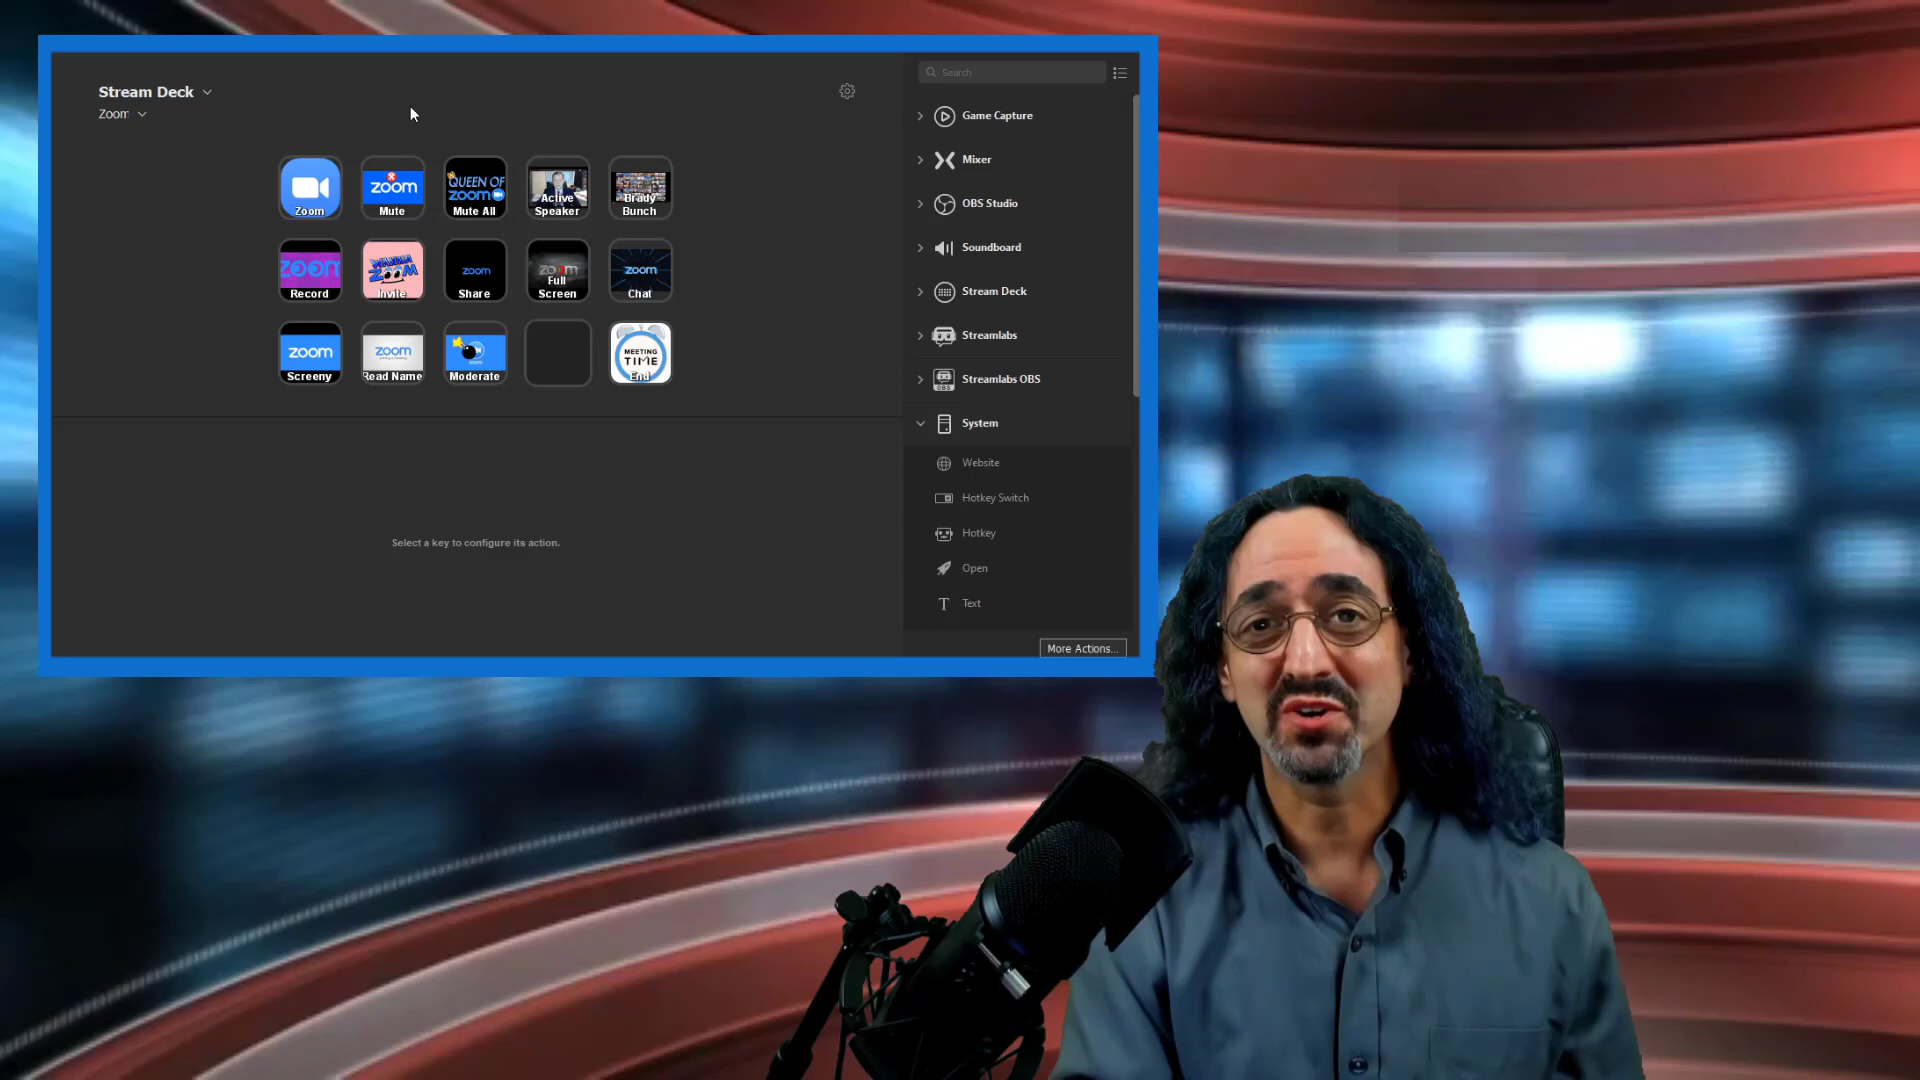 Stream Deck
Zoom
Search
Game Capture
Mixer
OBS Studio
Soundboard
Stream Deck
Streamlabs
Streamlabs OBS
OBS
System
Website
Hotkey Switch
Hotkey
Open
T Text
More Actions...
Zoom
zoom
Mute
QUEEN OF
zoom
Mute All
Active
Speaker
Brady
Bunch
zoom
Record
ZOOM
Invite
zoom
Share
zoom
Full
Screen
zoom
Chat
zoom
Screeny
zoom
Read Name
zoom
Moderate
MEETING
TIME
End
Select a key to configure its action.